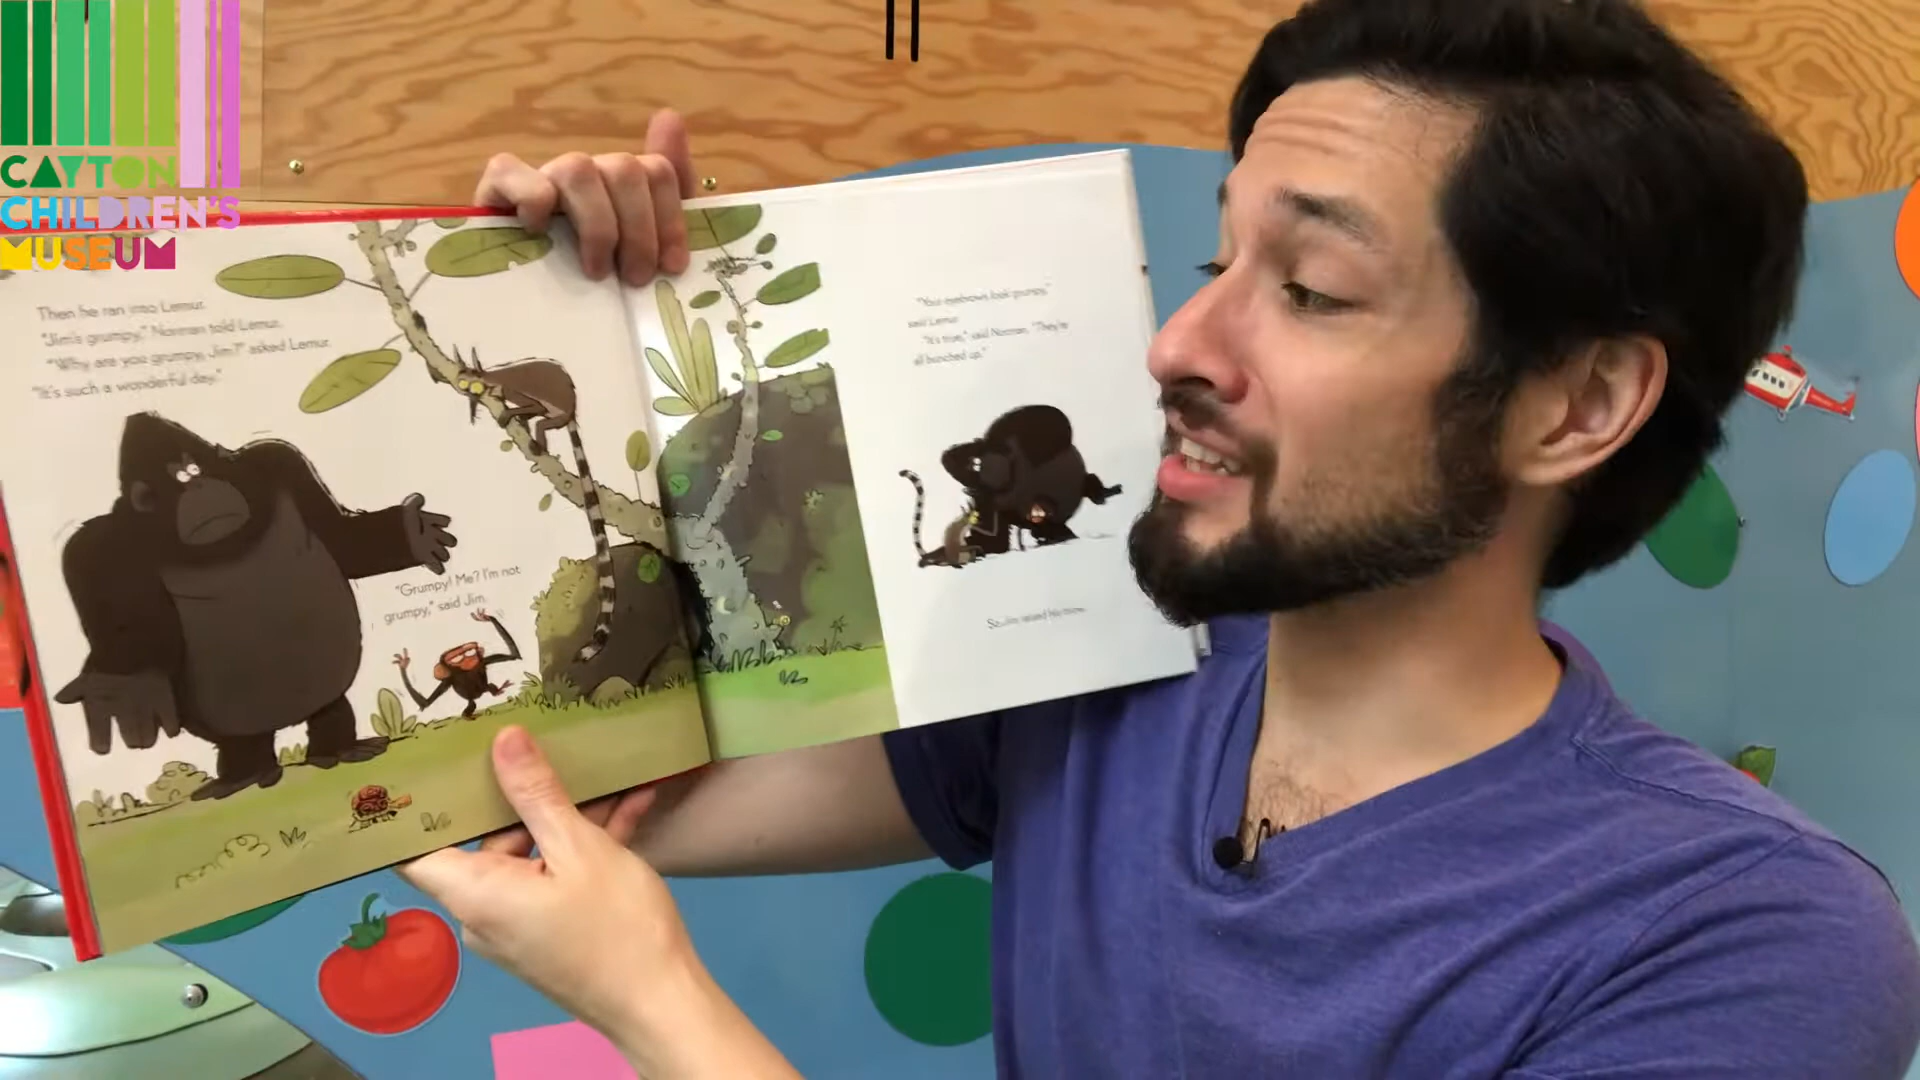 CAYTON
CHILDREN'S
MUSEUM
Then he ran into Lemur.
"Jim's grumpy," Norman told Lemur.
"Why are you grumpy, Jim?" asked Lemur.
"It's such a wonderful day."
"Grumpy! Me? I'm not
grumpy," said Jim.
"Your eyebrows look grumpy,"
said Lemur.
"It's true," said Norman. "They're
all bunched up."
So Jim raised his brow.